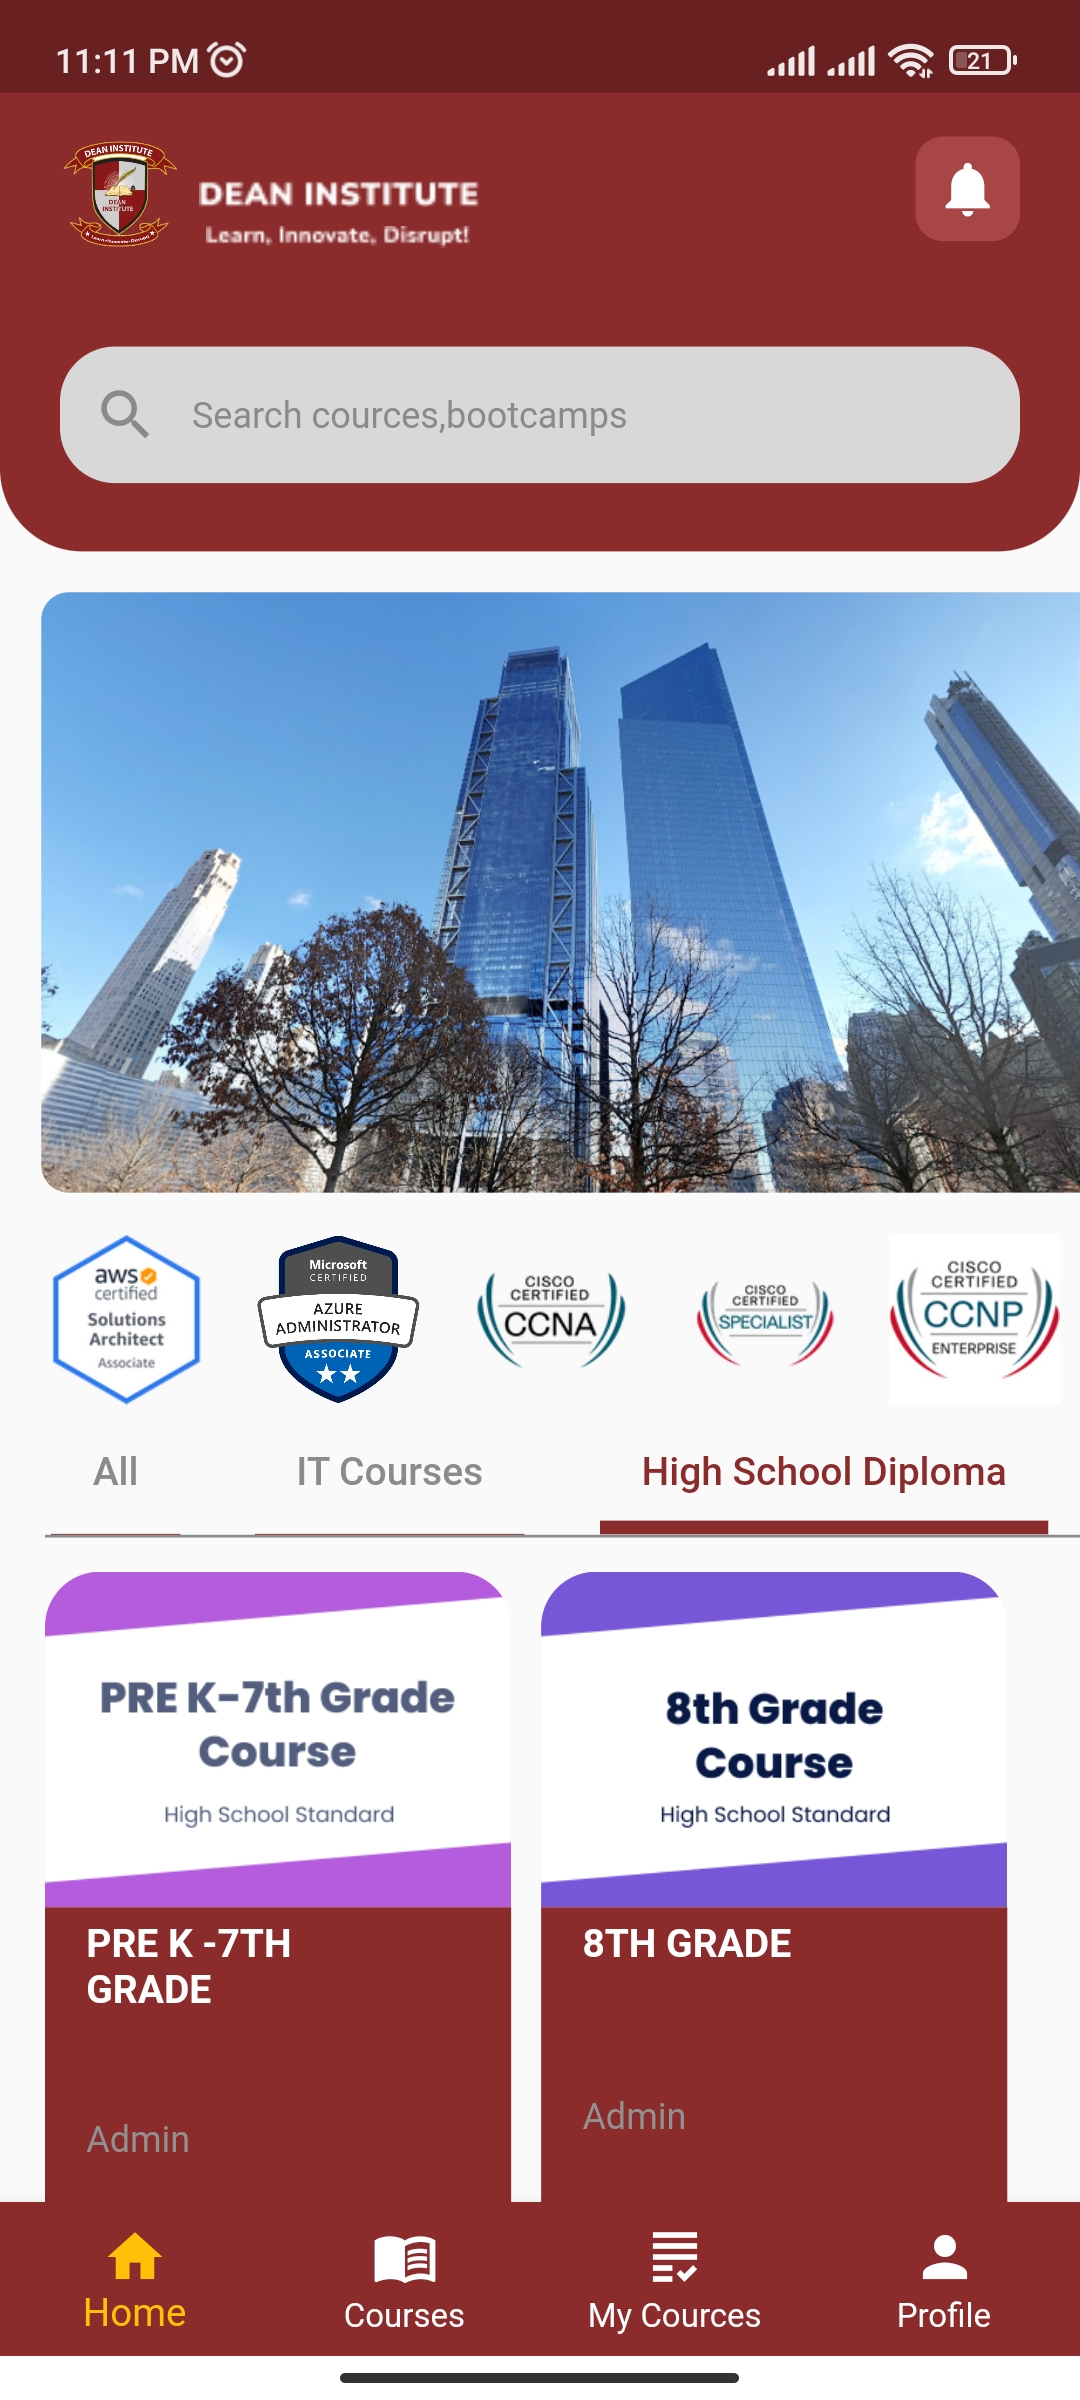 11:11 PM
21
DEAN INSTITUTE
DEAN
INSTITUTE
DEAN INSTITUTE
Learn, Innovate, Disrupt!
Search cources,bootcamps
aws
certified
Solutions
Architect
Associate
Microsoft
CERTIFIED
AZURE
ADMINISTRATOR
ASSOCIATE
CISCO
CERTIFIED
CCNA
CISCO
CERTIFIED
SPECIALIST
CISCO
CERTIFIED
CCNP
ENTERPRISE
All
IT Courses
High School Diploma
PRE K-7th Grade
Course
High School Standard
8th Grade
Course
High School Standard
PRE K -7TH
GRADE
Admin
8TH GRADE
Admin
Home
Courses
My Cources
Profile